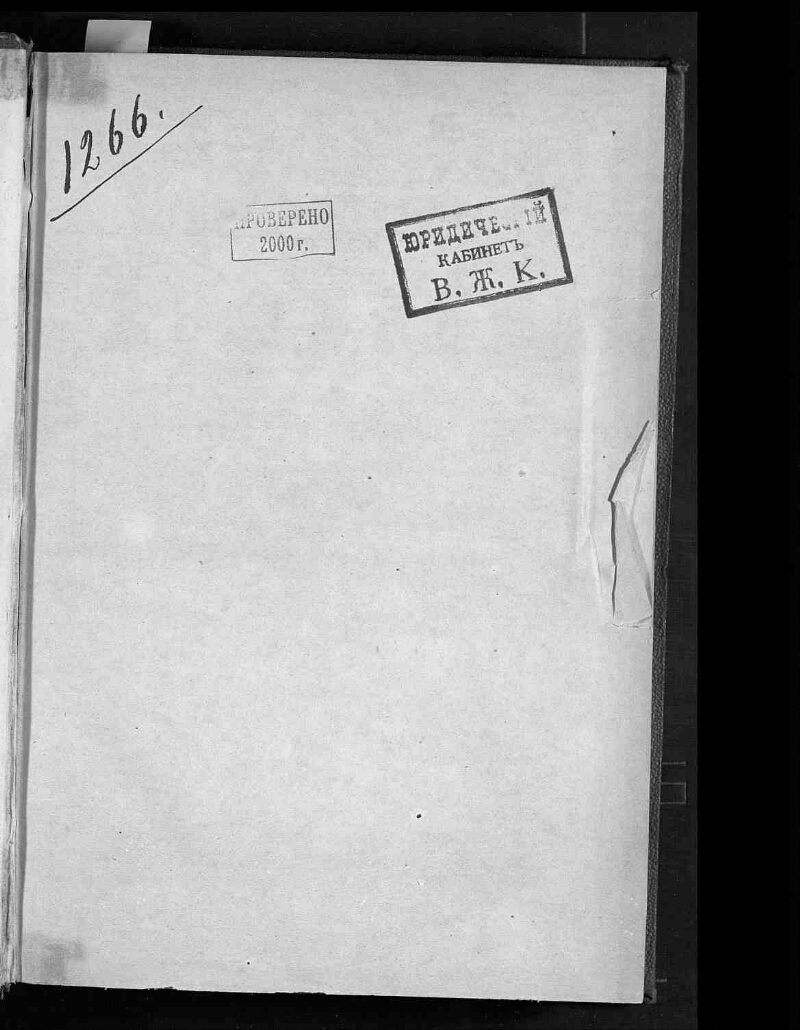 1266.
ПРОВЕРЕНО
2000 г.
ЮРИДИЧЕСКІЙ
КАБИНЕТЪ
В. Ж. К.